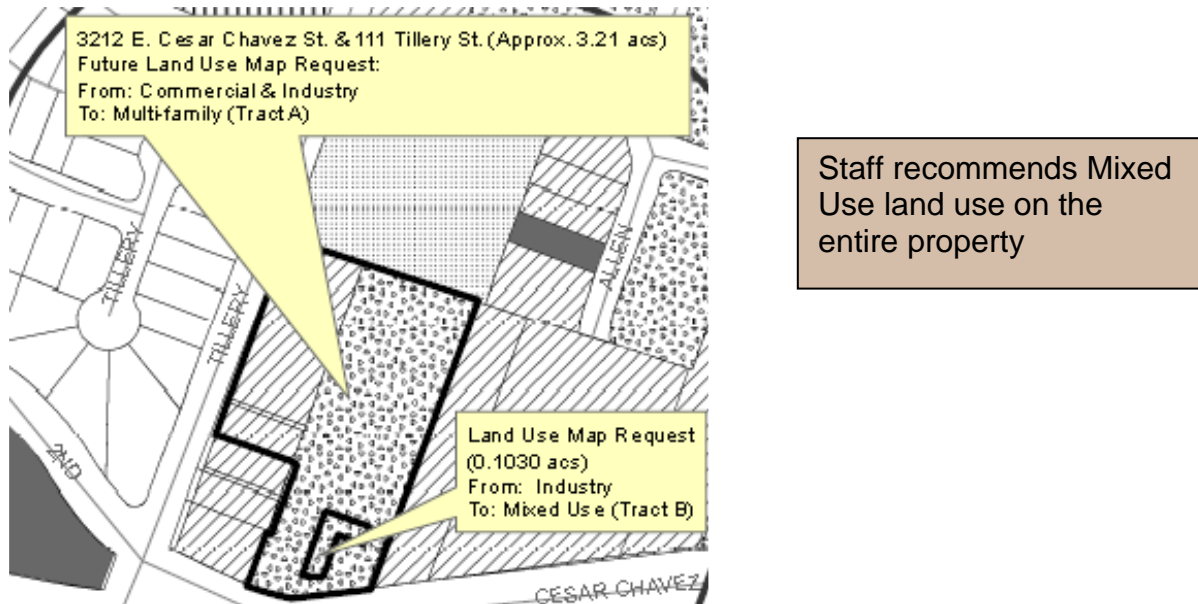 3212 E. Cesar Chavez St. & 111 Tillery St. (Approx. 3.21 acs)
Future Land Use Map Request:
From: Commercial & Industry
To: Multi-family (Tract A)
Staff recommends Mixed
Use land use on the
entire property
TILLERY
TILLERY
ALLEN
2ND
Land Use Map Request
(0.1030 acs)
From: Industry
To: Mixed Use (Tract B)
CESAR CHAVEZ